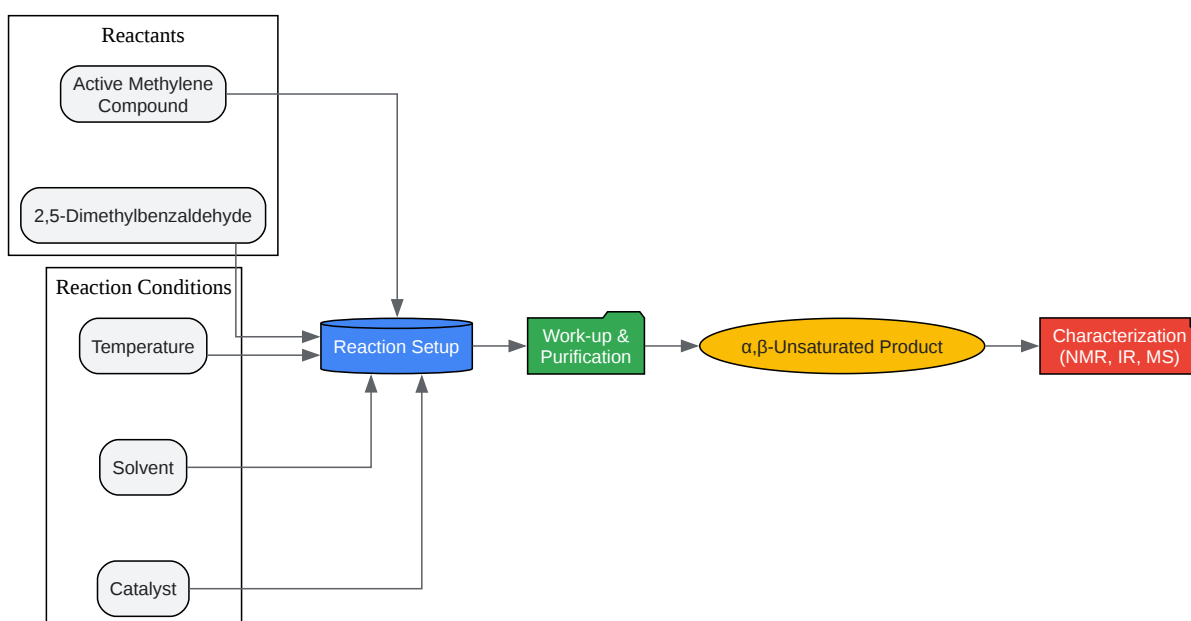 Reactants
Active Methylene
Compound
2,5-Dimethylbenzaldehyde
Reaction Conditions
Temperature
Solvent
Catalyst
Reaction Setup
Work-up &
Purification
α,β-Unsaturated Product
Characterization
(NMR, IR, MS)